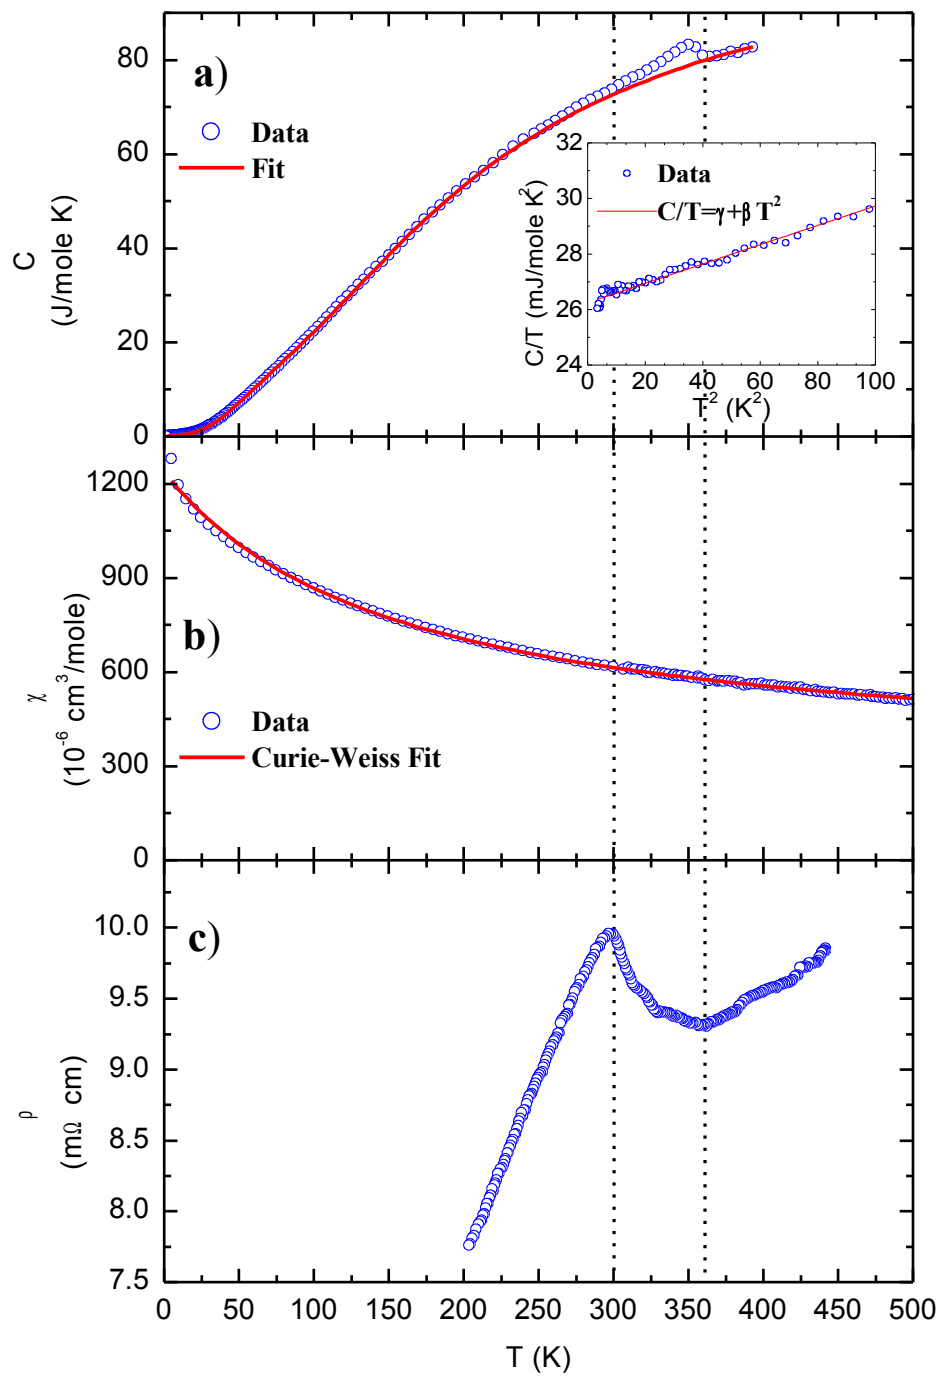 a)
80
60
40
20
0
C
(J/mole K)
Data
Fit
32
30
28
26
24
C/T (mJ/mole K²)
Data
C/T=γ+β T²
0 20 40 60 80 100
T² (K²)
1200
900
600
300
0
χ
(10⁻⁶ cm³/mole)
b)
Data
Curie-Weiss Fit
10.0
9.5
9.0
8.5
8.0
7.5
ρ
(mΩ cm)
c)
0 50 100 150 200 250 300 350 400 450 500
T (K)